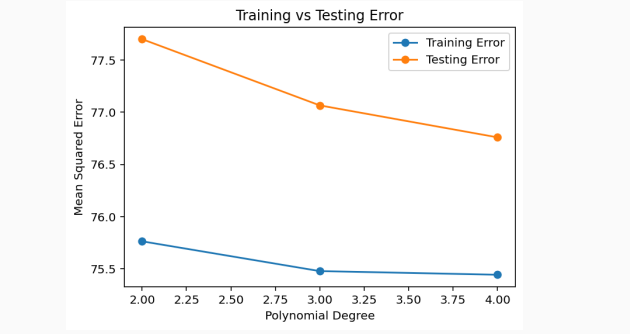 Training vs Testing Error
Training Error
Testing Error
77.5
77.0
76.5
76.0
75.5
Mean Squared Error
2.00 2.25 2.50 2.75 3.00 3.25 3.50 3.75 4.00
Polynomial Degree